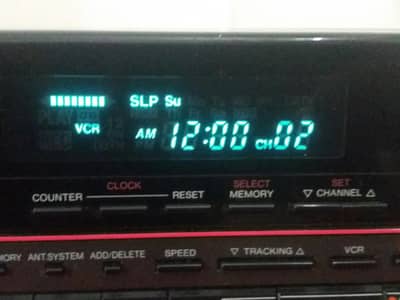 SLP Su
VCR AM 12:00 CH 02
CLOCK SELECT SET
COUNTER RESET MEMORY ▽ CHANNEL △
MORY ANT.SYSTEM ADD/DELETE SPEED ▽ TRACKING △ VCR